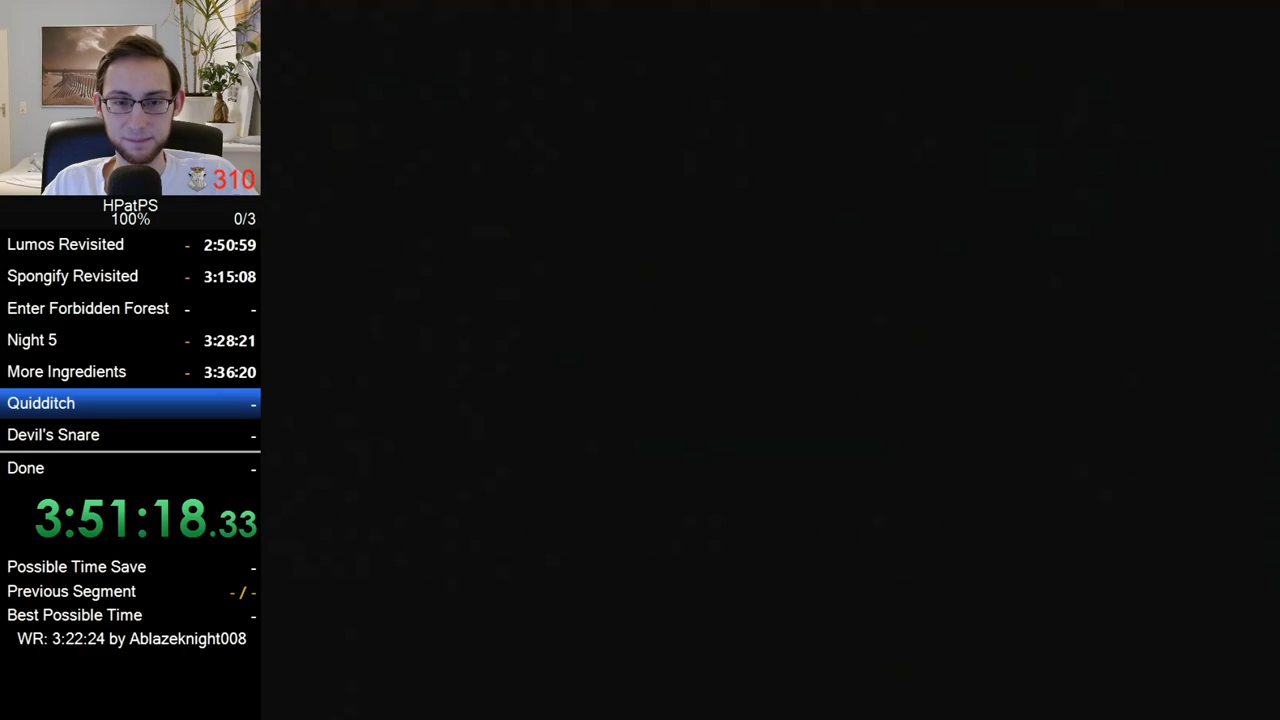 310
HPatPS
100% 0/3
Lumos Revisited - 2:50:59
Spongify Revisited - 3:15:08
Enter Forbidden Forest - -
Night 5 - 3:28:21
More Ingredients - 3:36:20
Quidditch -
Devil's Snare -
Done -
3:51:18.33
Possible Time Save -
Previous Segment - / -
Best Possible Time -
WR: 3:22:24 by Ablazeknight008